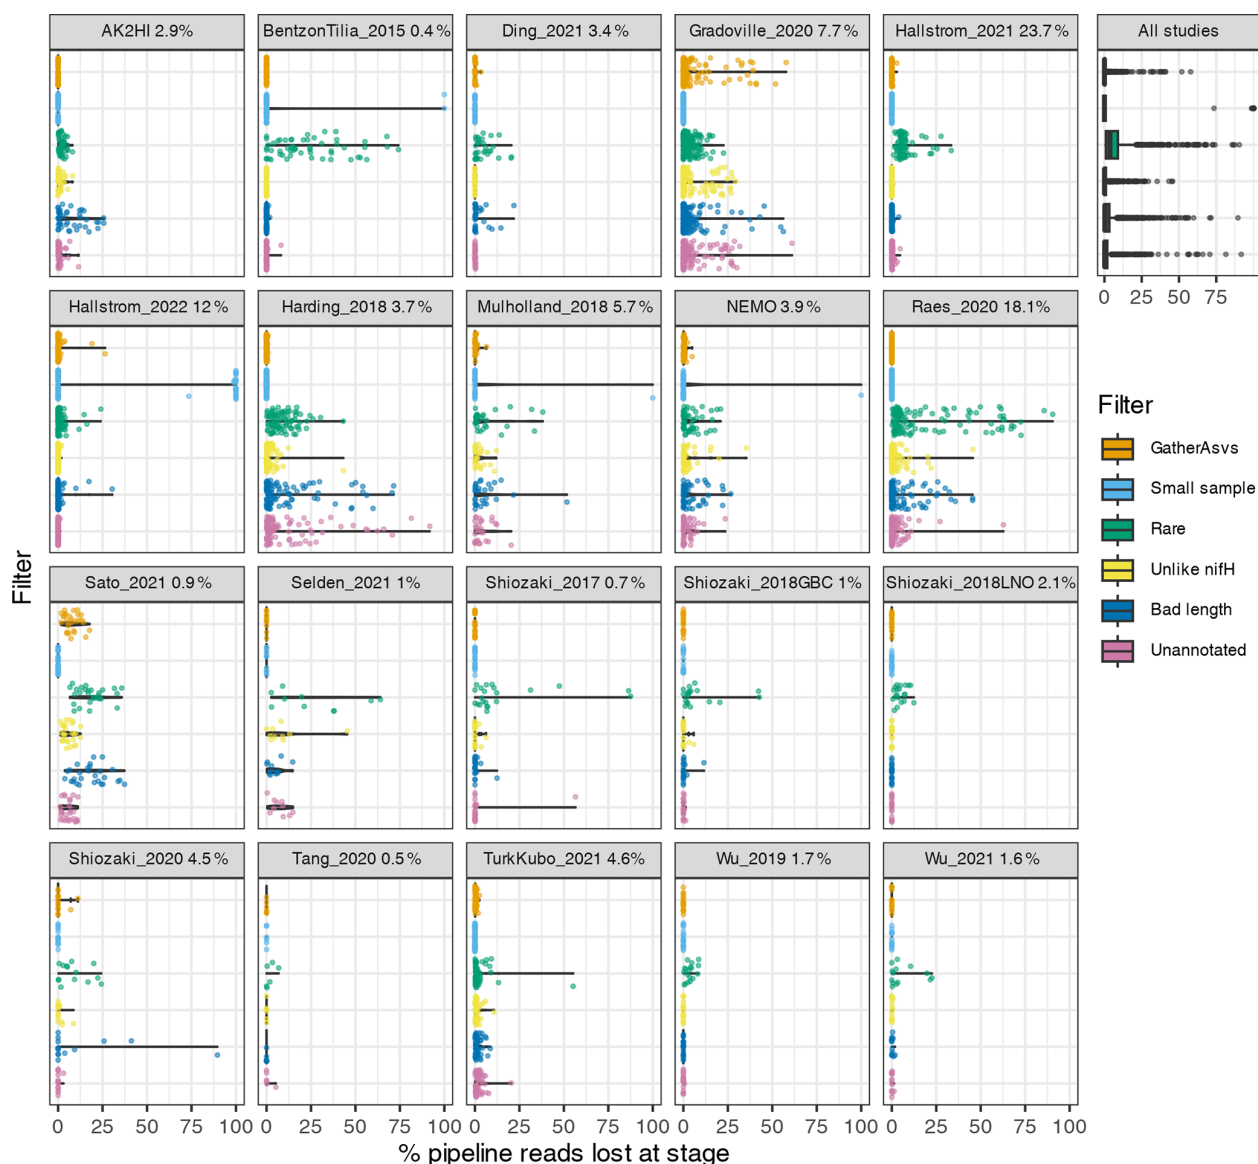 AK2HI 2.9%
BentzonTilia_2015 0.4%
Ding_2021 3.4%
Gradoville_2020 7.7%
Hallstrom_2021 23.7%
All studies
0 25 50 75
Hallstrom_2022 12%
Harding_2018 3.7%
Mulholland_2018 5.7%
NEMO 3.9%
Raes_2020 18.1%
Filter
GatherAsvs
Small sample
Rare
Unlike nifH
Bad length
Unannotated
Filter
Sato_2021 0.9%
Selden_2021 1%
Shiozaki_2017 0.7%
Shiozaki_2018GBC 1%
Shiozaki_2018LNO 2.1%
Shiozaki_2020 4.5%
Tang_2020 0.5%
TurkKubo_2021 4.6%
Wu_2019 1.7%
Wu_2021 1.6%
0 25 50 75 100 0 25 50 75 100 0 25 50 75 100 0 25 50 75 100 0 25 50 75 100
% pipeline reads lost at stage